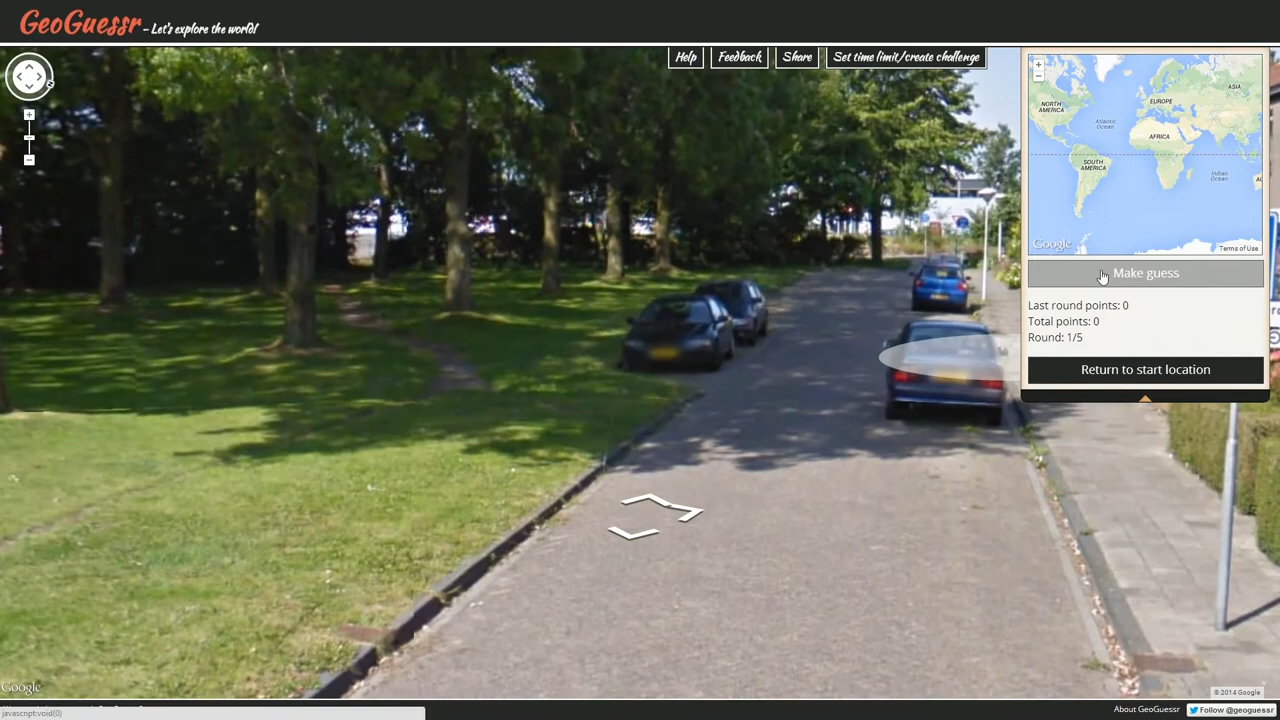 GeoGuessr - Let's explore the world!
Help
Feedback
Share
Set time limit/create challenge
NORTH AMERICA
EUROPE
ASIA
Atlantic Ocean
AFRICA
SOUTH AMERICA
Indian Ocean
Google
Terms of Use
Make guess
Last round points: 0
Total points: 0
Round: 1/5
Return to start location
Google
© 2014 Google
javascript:void(0)
About GeoGuessr
Follow @geoguessr